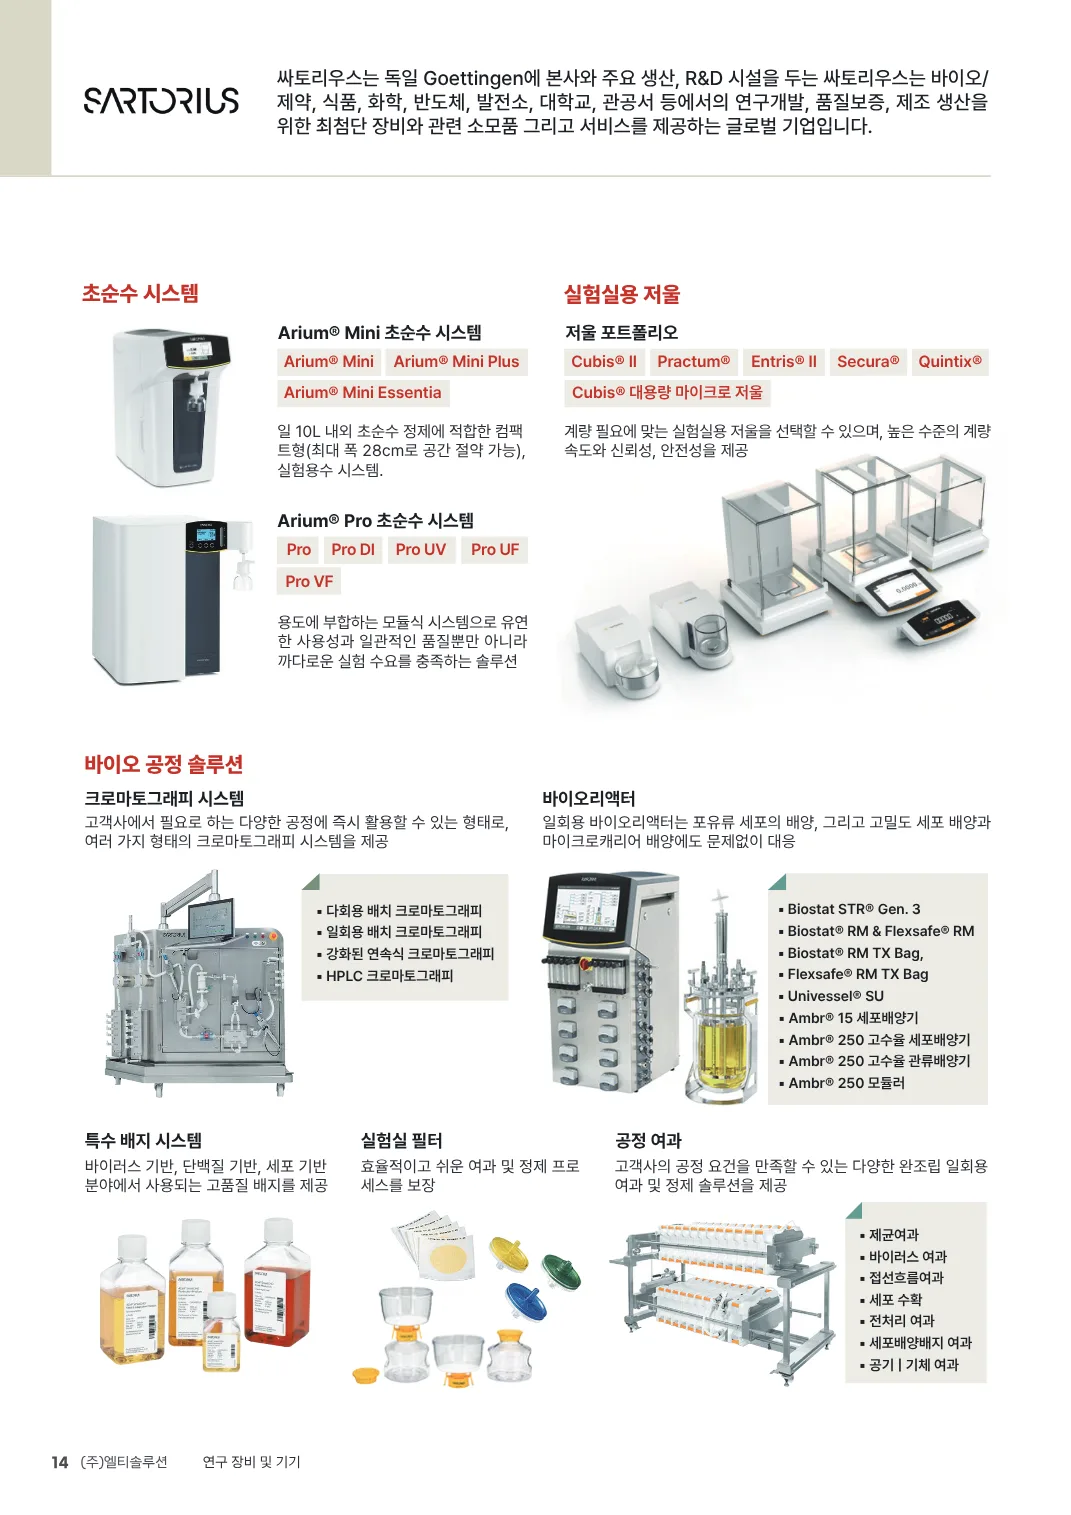 SARTORIUS
싸토리우스는 독일 Goettingen에 본사와 주요 생산, R&D 시설을 두는 싸토리우스는 바이오/
제약, 식품, 화학, 반도체, 발전소, 대학교, 관공서 등에서의 연구개발, 품질보증, 제조 생산을
위한 최첨단 장비와 관련 소모품 그리고 서비스를 제공하는 글로벌 기업입니다.
초순수 시스템
Arium® Mini 초순수 시스템
Arium® Mini
Arium® Mini Plus
Arium® Mini Essentia
일 10L 내외 초순수 정제에 적합한 컴팩
트형(최대 폭 28cm로 공간 절약 가능),
실험용수 시스템.
Arium® Pro 초순수 시스템
Pro
Pro DI
Pro UV
Pro UF
Pro VF
용도에 부합하는 모듈식 시스템으로 유연
한 사용성과 일관적인 품질뿐만 아니라
까다로운 실험 수요를 충족하는 솔루션
실험실용 저울
저울 포트폴리오
Cubis® II
Practum®
Entris® II
Secura®
Quintix®
Cubis® 대용량 마이크로 저울
계량 필요에 맞는 실험실용 저울을 선택할 수 있으며, 높은 수준의 계량
속도와 신뢰성, 안전성을 제공
바이오 공정 솔루션
크로마토그래피 시스템
고객사에서 필요로 하는 다양한 공정에 즉시 활용할 수 있는 형태로,
여러 가지 형태의 크로마토그래피 시스템을 제공
▪ 다회용 배치 크로마토그래피
▪ 일회용 배치 크로마토그래피
▪ 강화된 연속식 크로마토그래피
▪ HPLC 크로마토그래피
바이오리액터
일회용 바이오리액터는 포유류 세포의 배양, 그리고 고밀도 세포 배양과
마이크로캐리어 배양에도 문제없이 대응
▪ Biostat STR® Gen. 3
▪ Biostat® RM & Flexsafe® RM
▪ Biostat® RM TX Bag,
▪ Flexsafe® RM TX Bag
▪ Univessel® SU
▪ Ambr® 15 세포배양기
▪ Ambr® 250 고수율 세포배양기
▪ Ambr® 250 고수율 관류배양기
▪ Ambr® 250 모듈러
특수 배지 시스템
바이러스 기반, 단백질 기반, 세포 기반
분야에서 사용되는 고품질 배지를 제공
실험실 필터
효율적이고 쉬운 여과 및 정제 프로
세스를 보장
공정 여과
고객사의 공정 요건을 만족할 수 있는 다양한 완조립 일회용
여과 및 정제 솔루션을 제공
▪ 제균여과
▪ 바이러스 여과
▪ 접선흐름여과
▪ 세포 수확
▪ 전처리 여과
▪ 세포배양배지 여과
▪ 공기 | 기체 여과
14 (주)엘티솔루션 연구 장비 및 기기